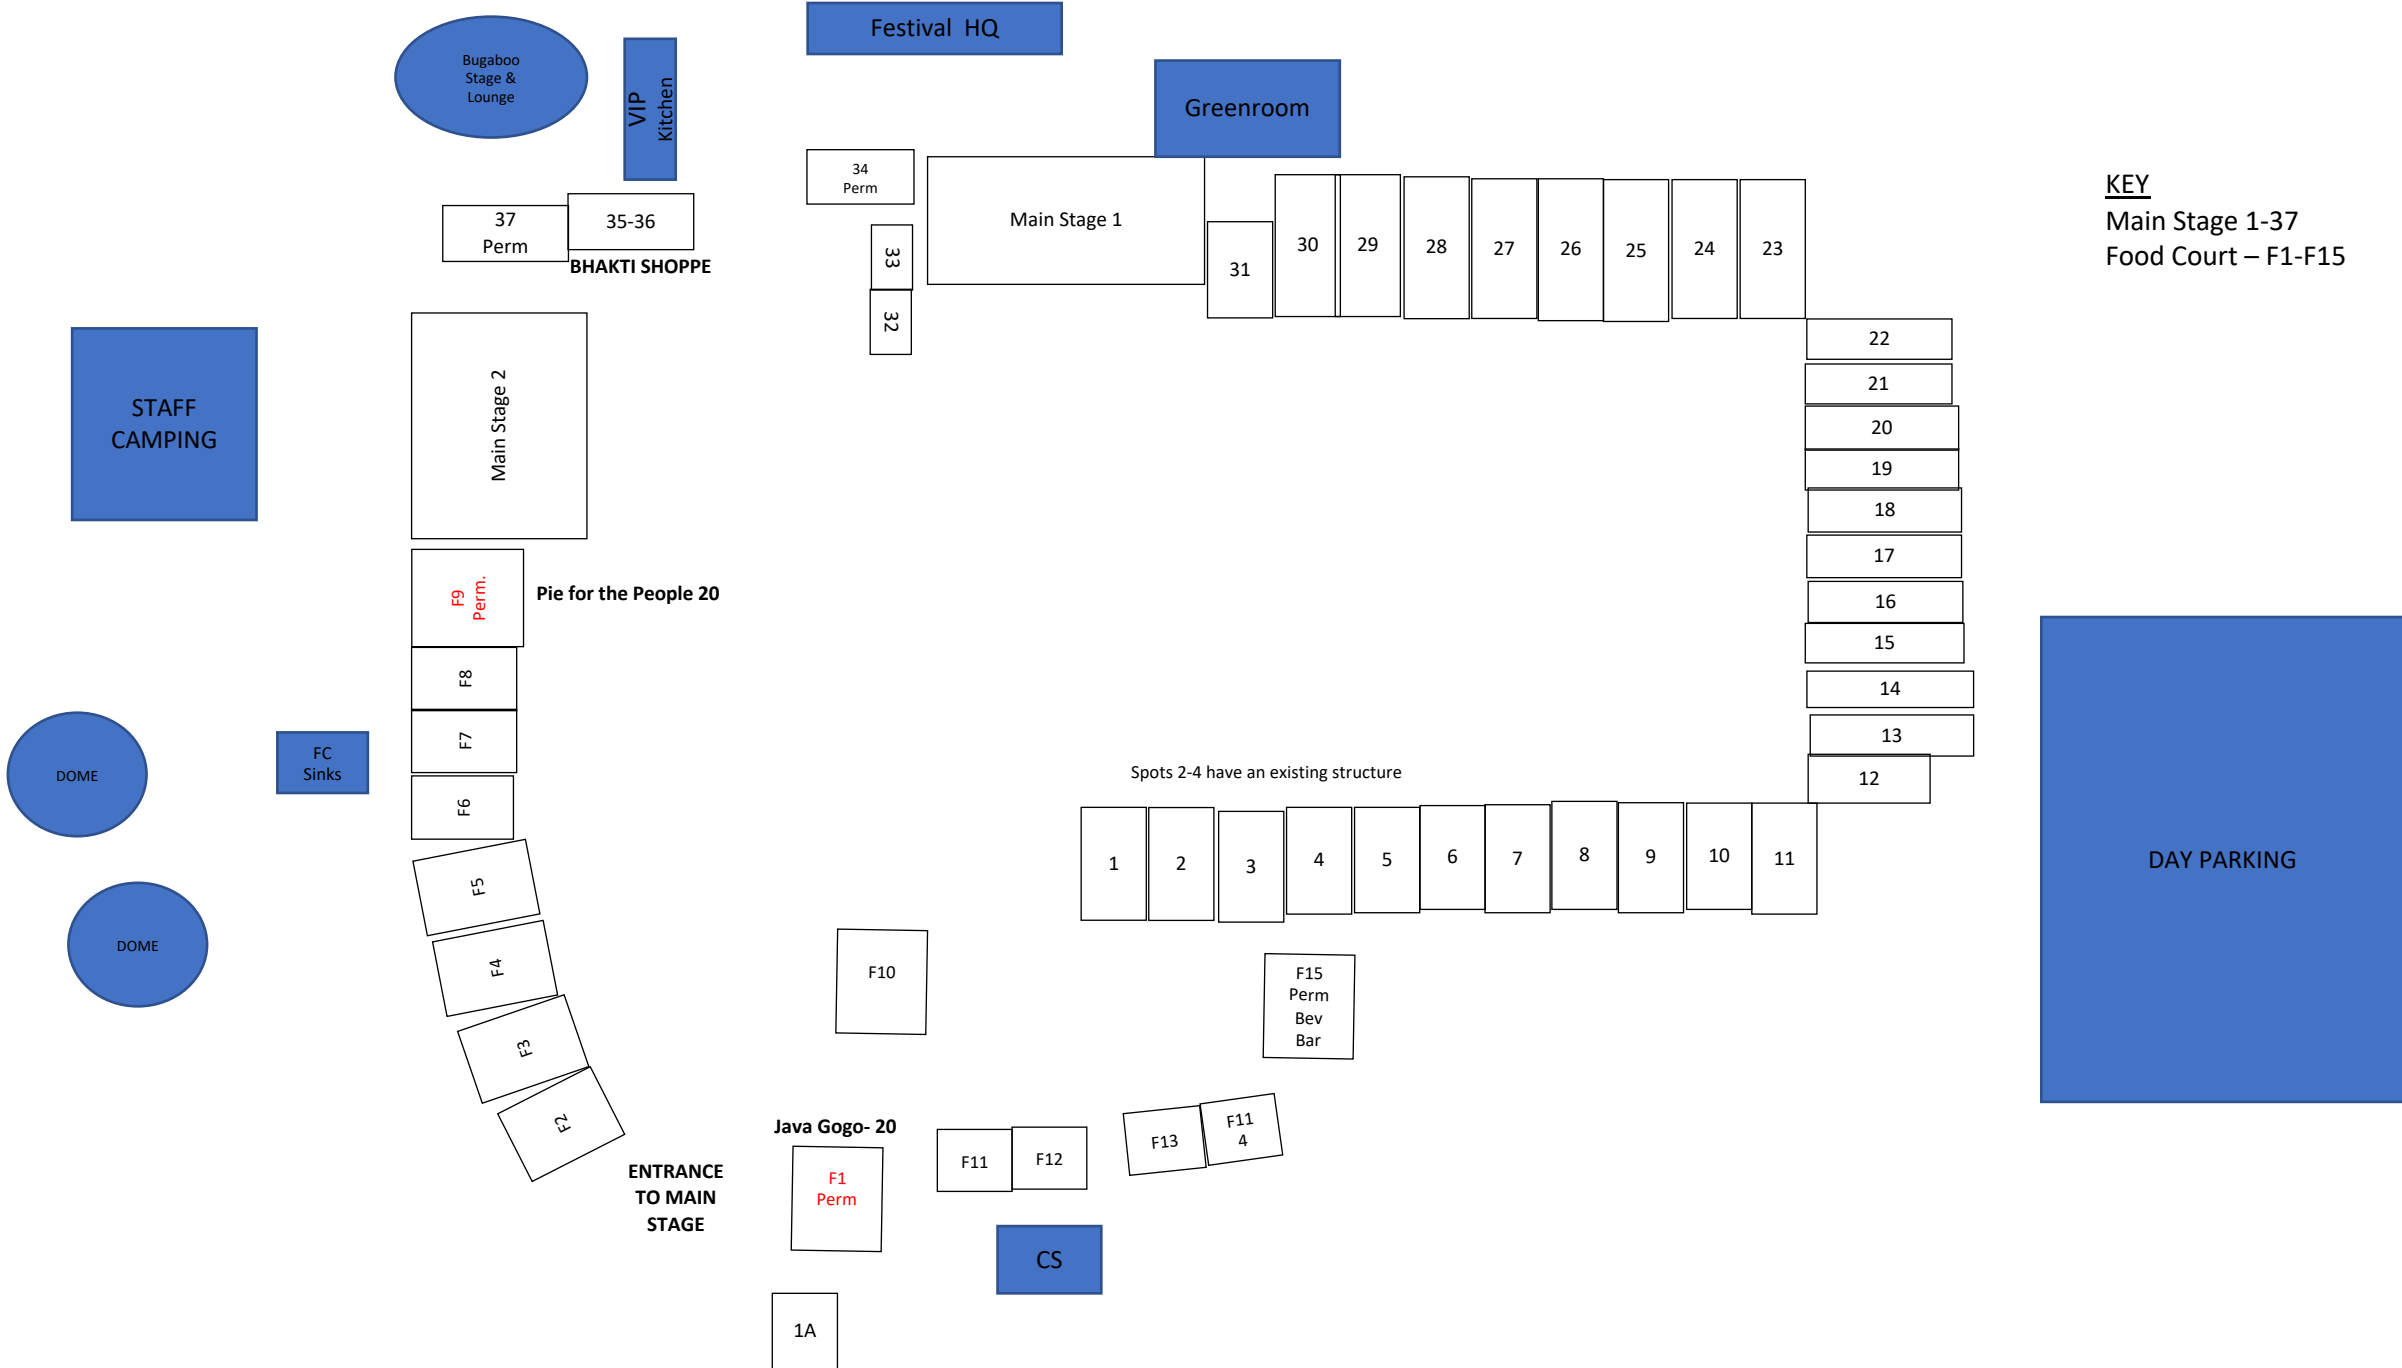 Festival HQ
Bugaboo
Stage &
Lounge
VIP
Kitchen
Greenroom
34
Perm
Main Stage 1
KEY
Main Stage 1-37
Food Court – F1-F15
37
Perm
35-36
BHAKTI SHOPPE
33
32
31
30
29
28
27
26
25
24
23
22
21
20
19
18
17
16
15
14
13
12
STAFF
CAMPING
Main Stage 2
F9
Perm.
Pie for the People 20
F8
F7
F6
FC
Sinks
DOME
DOME
Spots 2-4 have an existing structure
1
2
3
4
5
6
7
8
9
10
11
DAY PARKING
F5
F4
F3
F2
F10
F15
Perm
Bev
Bar
Java Gogo- 20
F1
Perm
F11
F12
F13
F11
4
ENTRANCE
TO MAIN
STAGE
CS
1A